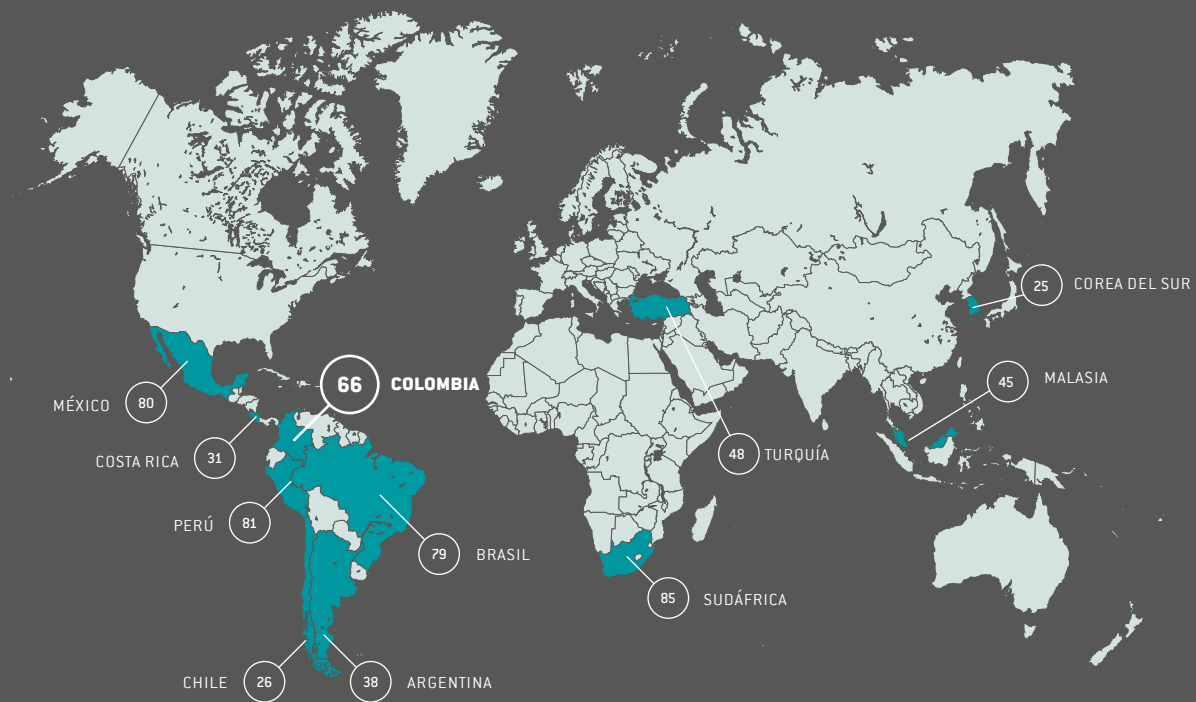 25 COREA DEL SUR
66 COLOMBIA
45 MALASIA
MÉXICO 80
COSTA RICA 31
48 TURQUÍA
PERÚ 81
79 BRASIL
85 SUDÁFRICA
CHILE 26
38 ARGENTINA